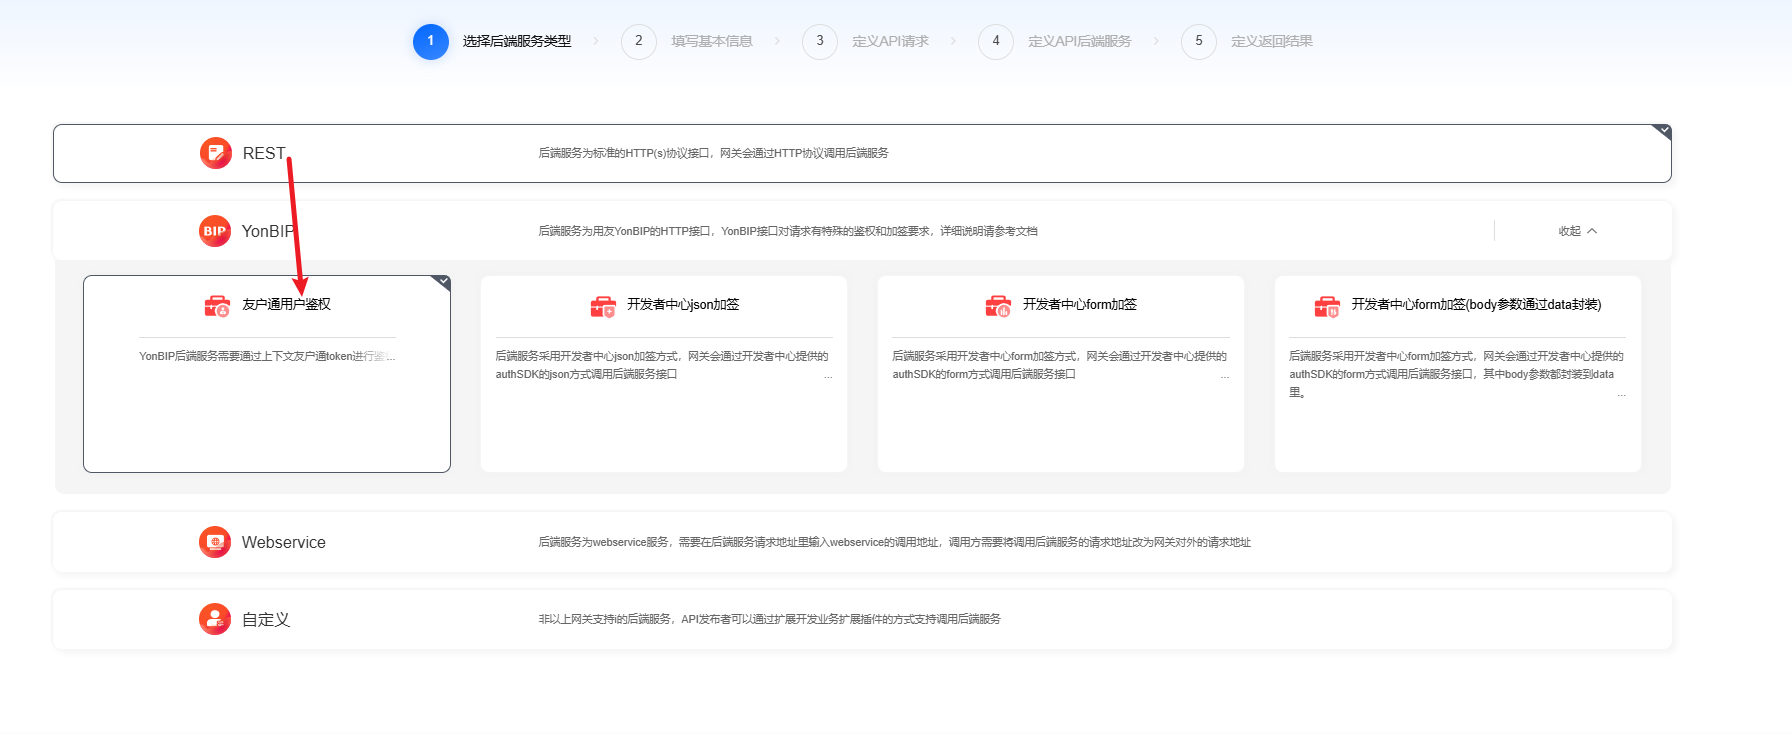 1 选择后端服务类型 2 填写基本信息 3 定义API请求 4 定义API后端服务 5 定义返回结果
REST 后端服务为标准的HTTP(s)协议接口，网关会通过HTTP协议调用后端服务
BIP YonBIP 后端服务为用友YonBIP的HTTP接口，YonBIP接口对请求有特殊的鉴权和加签要求，详细说明请参考文档 收起
友户通用户鉴权
YonBIP后端服务需要通过上下文友户通token进行鉴...
开发者中心json加签
后端服务采用开发者中心json加签方式，网关会通过开发者中心提供的
authSDK的json方式调用后端服务接口 ...
开发者中心form加签
后端服务采用开发者中心form加签方式，网关会通过开发者中心提供的
authSDK的form方式调用后端服务接口 ...
开发者中心form加签(body参数通过data封装)
后端服务采用开发者中心form加签方式，网关会通过开发者中心提供的
authSDK的form方式调用后端服务接口，其中body参数都封装到data
里。 ...
Webservice 后端服务为webservice服务，需要在后端服务请求地址里输入webservice的调用地址，调用方需要将调用后端服务的请求地址改为网关对外的请求地址
自定义 非以上网关支持i的后端服务，API发布者可以通过扩展开发业务扩展插件的方式支持调用后端服务